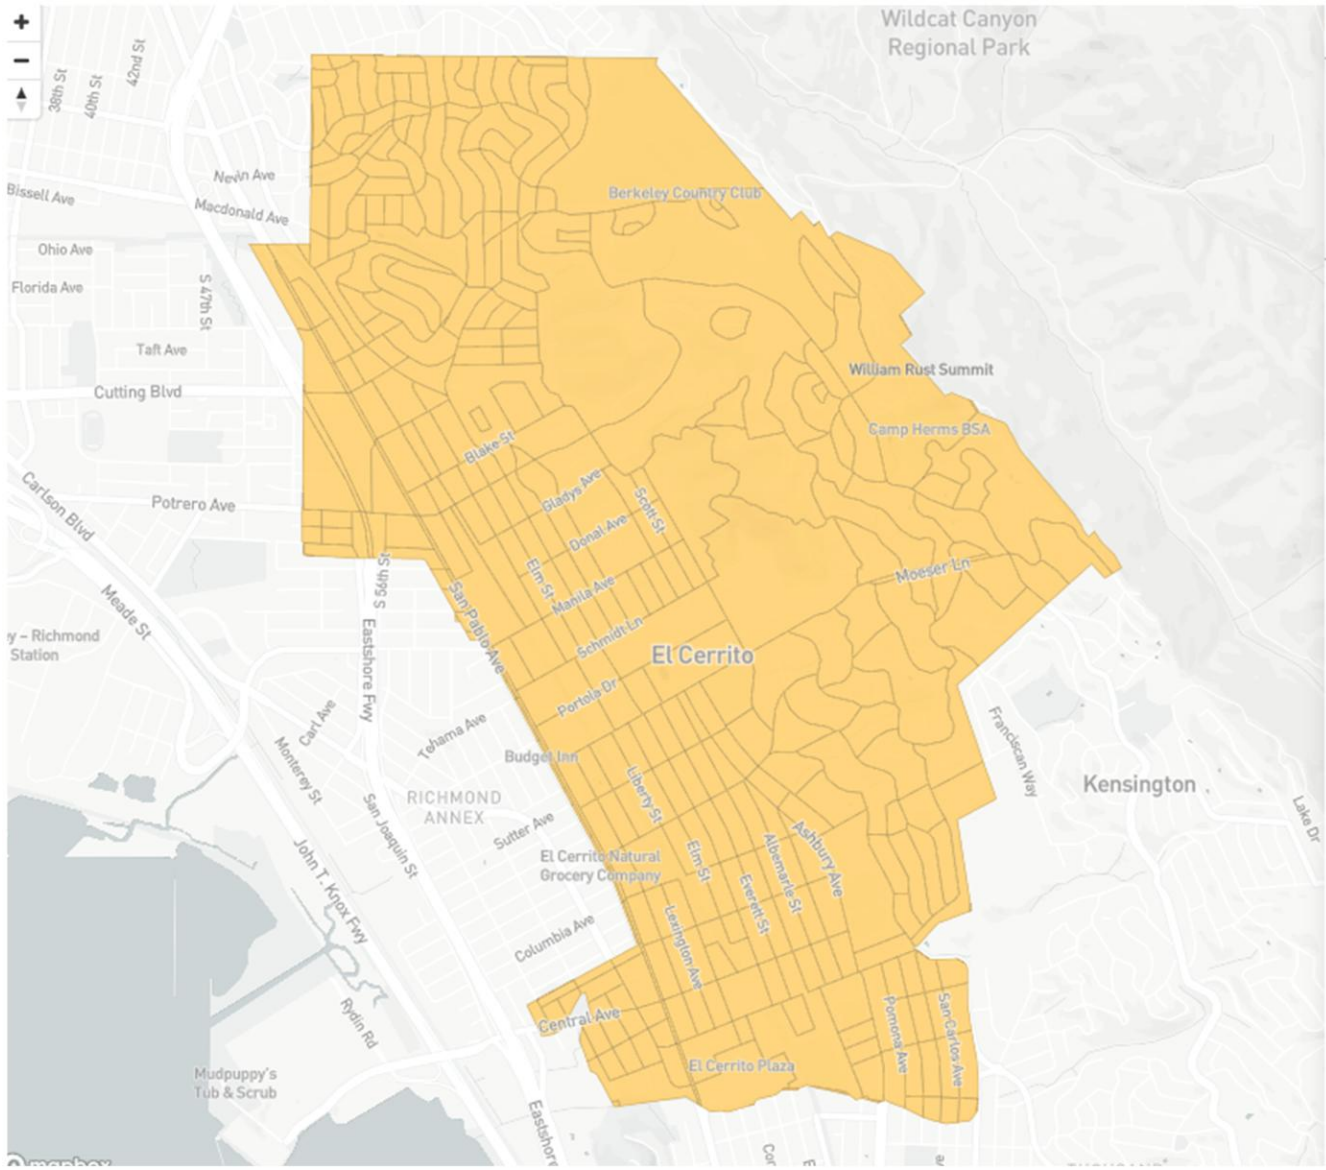 Wildcat Canyon
Regional Park
38th St
40th St
42nd St
Nevin Ave
Bissell Ave
Macdonald Ave
Berkeley Country Club
Ohio Ave
Florida Ave
S 47th St
Taft Ave
William Rust Summit
Cutting Blvd
Camp Herms BSA
Blake St
Carlson Blvd
Potrero Ave
Gladys Ave
Scott St
Donal Ave
Moeser Ln
S 56th St
Elm St
Manila Ave
Meade St
San Pablo Ave
Schmidt Ln
y – Richmond
Station
El Cerrito
Eastshore Fwy
Portola Dr
Carl Ave
Tehama Ave
Franciscan Way
Budget Inn
Monterey St
Kensington
Liberty St
RICHMOND
ANNEX
Lake Dr
San Joaquin St
Sutter Ave
Ashbury Ave
El Cerrito Natural
Grocery Company
Elm St
Albemarle St
Everett St
John T. Knox Fwy
Lexington Ave
Columbia Ave
Central Ave
Rydin Rd
Pomona Ave
San Carlos Ave
El Cerrito Plaza
Mudpuppy's
Tub & Scrub
Eastshore
Cor
mapbox